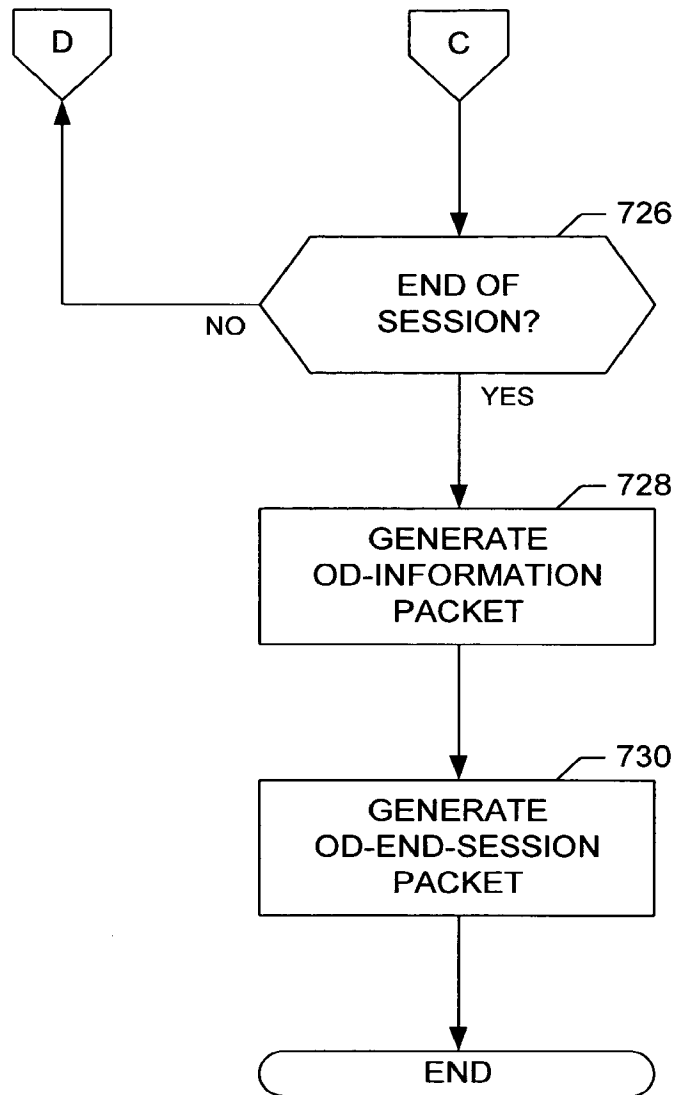 D
C
726
END OF
SESSION?
NO
YES
728
GENERATE
OD-INFORMATION
PACKET
730
GENERATE
OD-END-SESSION
PACKET
END